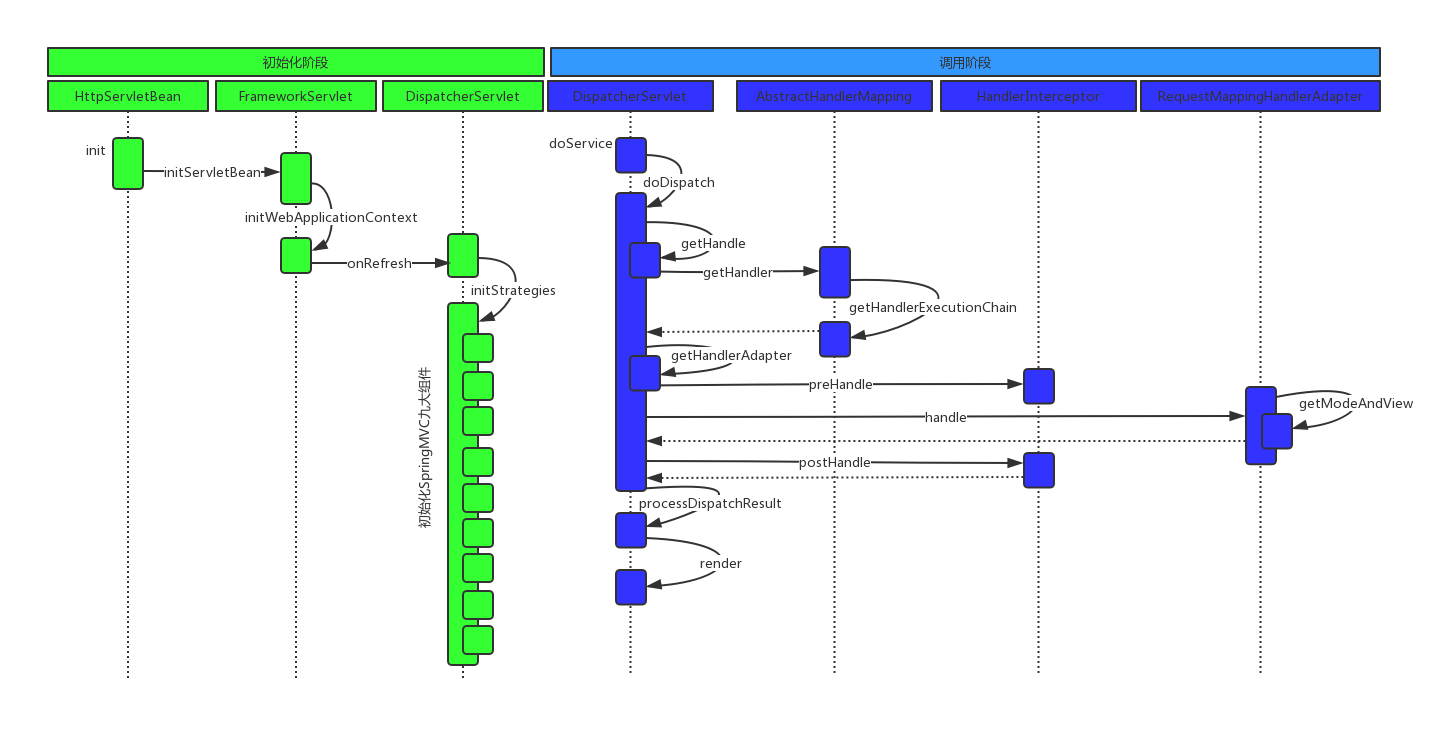 初始化阶段
调用阶段
HttpServletBean
FrameworkServlet
DispatcherServlet
DispatcherServlet
AbstractHandlerMapping
HandlerInterceptor
RequestMappingHandlerAdapter
init
initServletBean
initWebApplicationContext
onRefresh
initStrategies
初始化SpringMVC九大组件
doService
doDispatch
getHandle
getHandler
getHandlerExecutionChain
getHandlerAdapter
preHandle
handle
getModeAndView
postHandle
processDispatchResult
render